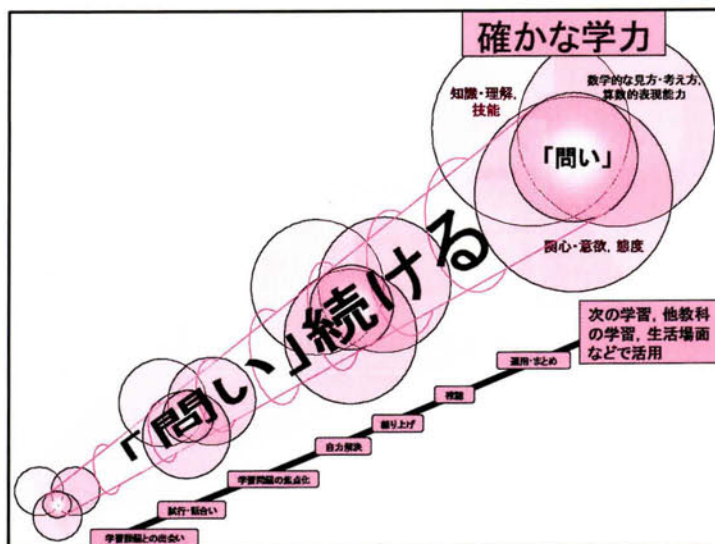 確かな学力
知識・理解,
技能
数学的な見方・考え方,
算数的表現能力
「問い」
関心・意欲, 態度
「問い」続ける
次の学習, 他教科
の学習, 生活場面
などで活用
適用・まとめ
確認
練り上げ
自力解決
学習問題の焦点化
試行・話合い
学習問題との出会い